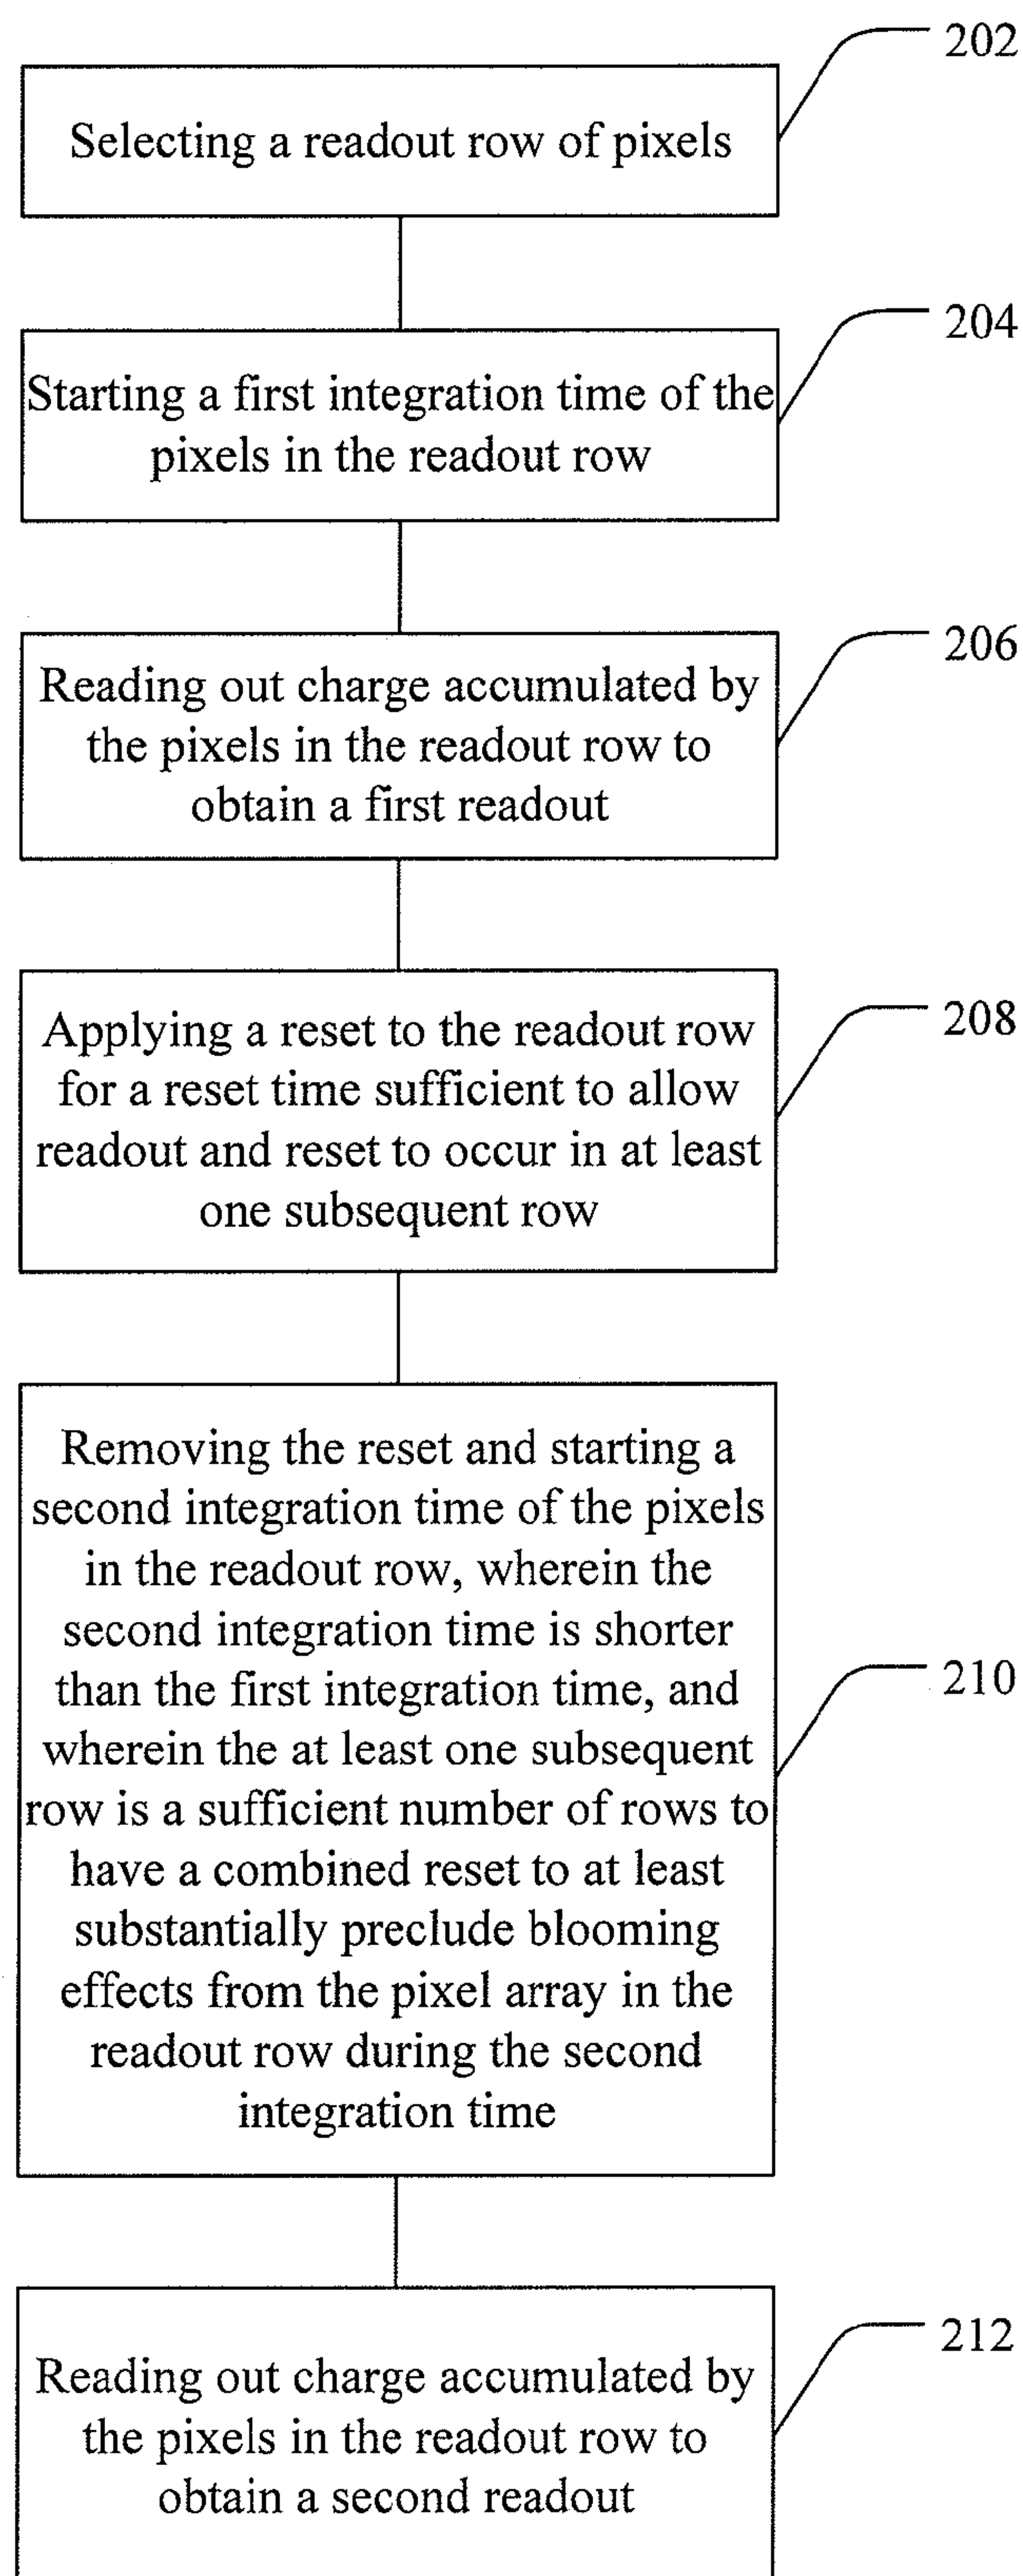 202
Selecting a readout row of pixels
204
Starting a first integration time of the
pixels in the readout row
206
Reading out charge accumulated by
the pixels in the readout row to
obtain a first readout
208
Applying a reset to the readout row
for a reset time sufficient to allow
readout and reset to occur in at least
one subsequent row
210
Removing the reset and starting a
second integration time of the pixels
in the readout row, wherein the
second integration time is shorter
than the first integration time, and
wherein the at least one subsequent
row is a sufficient number of rows to
have a combined reset to at least
substantially preclude blooming
effects from the pixel array in the
readout row during the second
integration time
212
Reading out charge accumulated by
the pixels in the readout row to
obtain a second readout